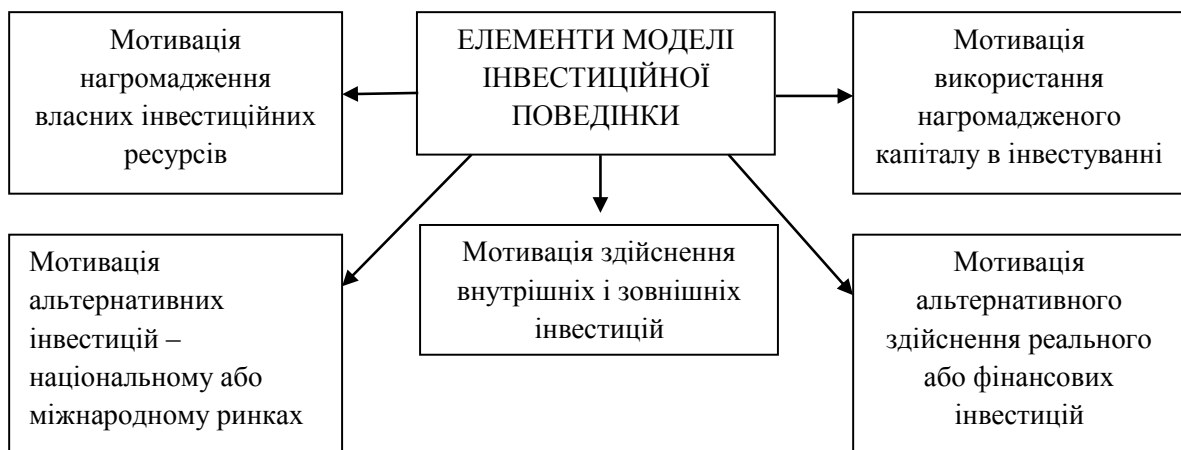 Мотивація
нагромадження
власних інвестиційних
ресурсів
ЕЛЕМЕНТИ МОДЕЛІ
ІНВЕСТИЦІЙНОЇ
ПОВЕДІНКИ
Мотивація
використання
нагромадженого
капіталу в інвестуванні
Мотивація
альтернативних
інвестицій –
національному або
міжнародному ринках
Мотивація здійснення
внутрішніх і зовнішніх
інвестицій
Мотивація
альтернативного
здійснення реального
або фінансових
інвестицій